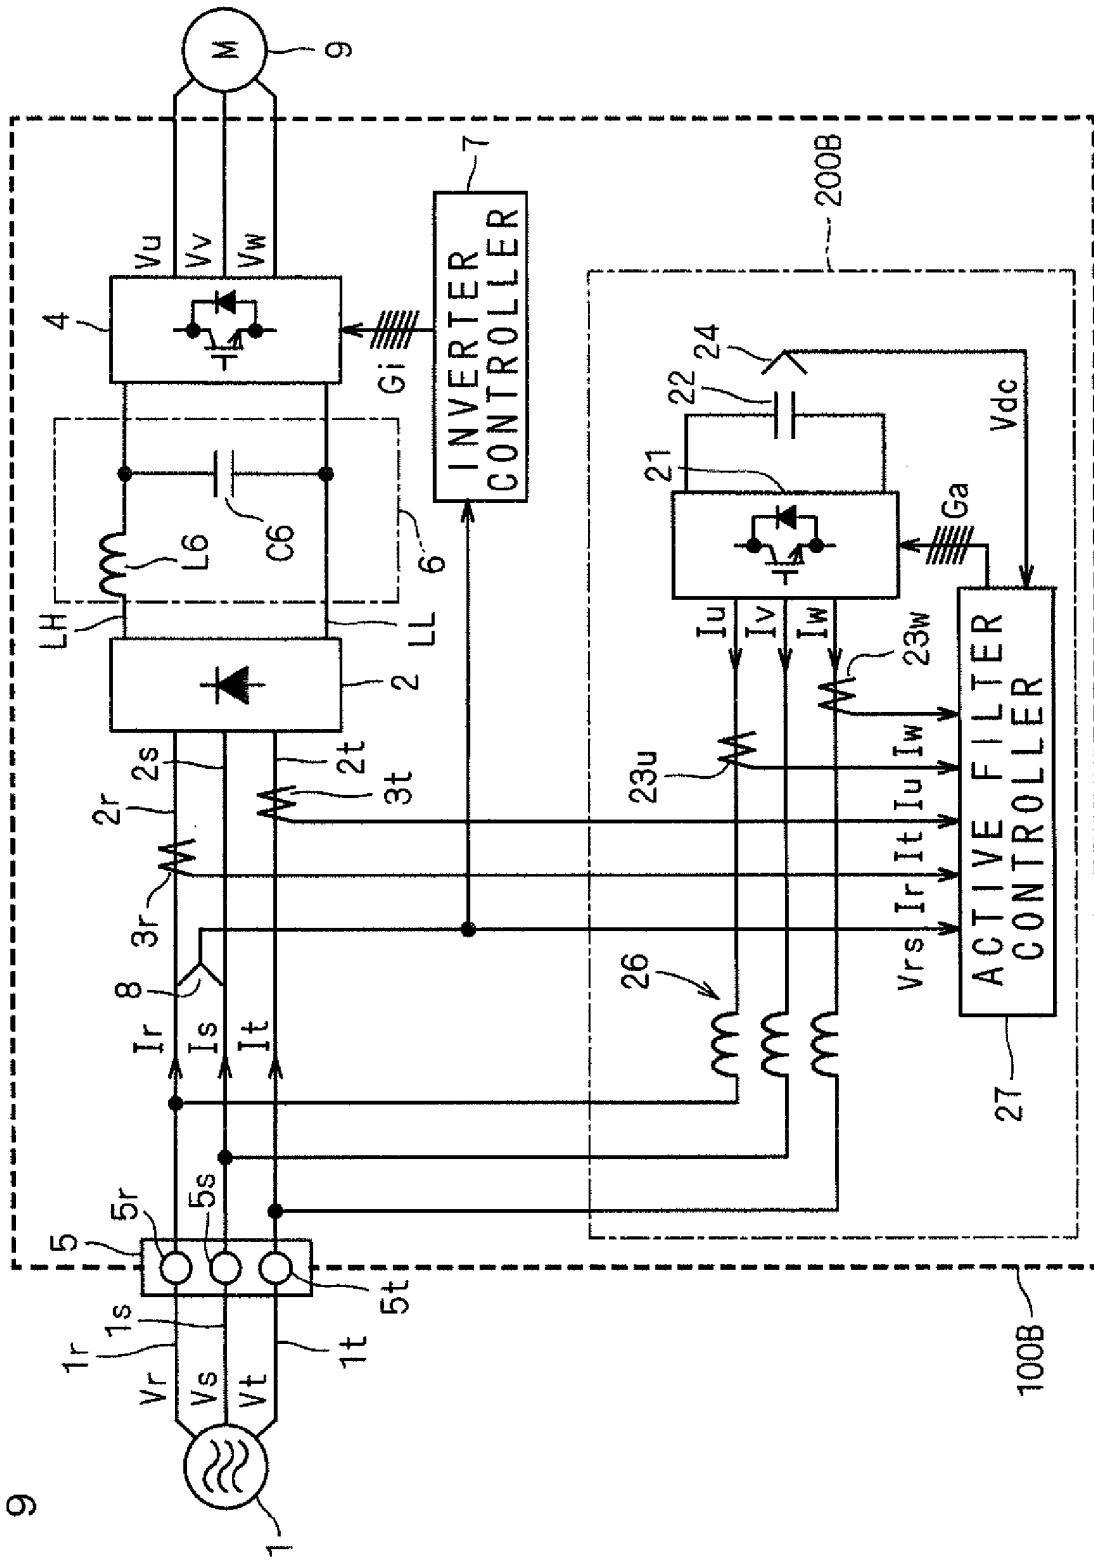 9
1
Vr
Vs
Vt
1r
1s
1t
5
5r
5s
5t
Ir
Is
It
8
3r
3t
2r
2s
2t
2
LH
LL
L6
C6
6
4
Vu
Vv
Vw
M
9
Gi
INVERTER
CONTROLLER
7
100B
200B
26
Iu
Iv
Iw
23u
23w
21
22
24
Vdc
Ga
Vrs
Ir
It
Iu
Iw
ACTIVE FILTER
CONTROLLER
27